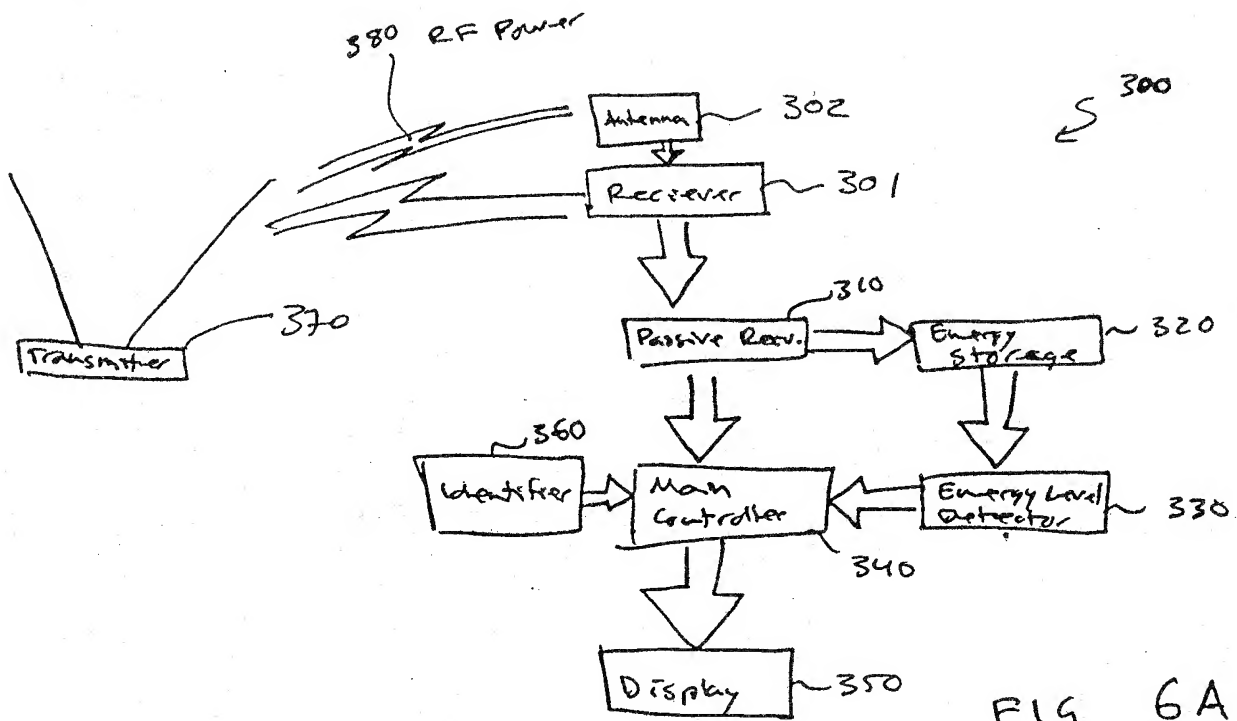 380 RF Power
300
Antenna
302
Reciever
301
310
370
Transmitter
Passive Recv.
Energy
Storage
320
360
Identifier
Main
Controller
Energy Level
Detector
330
340
Display
350
FIG 6A